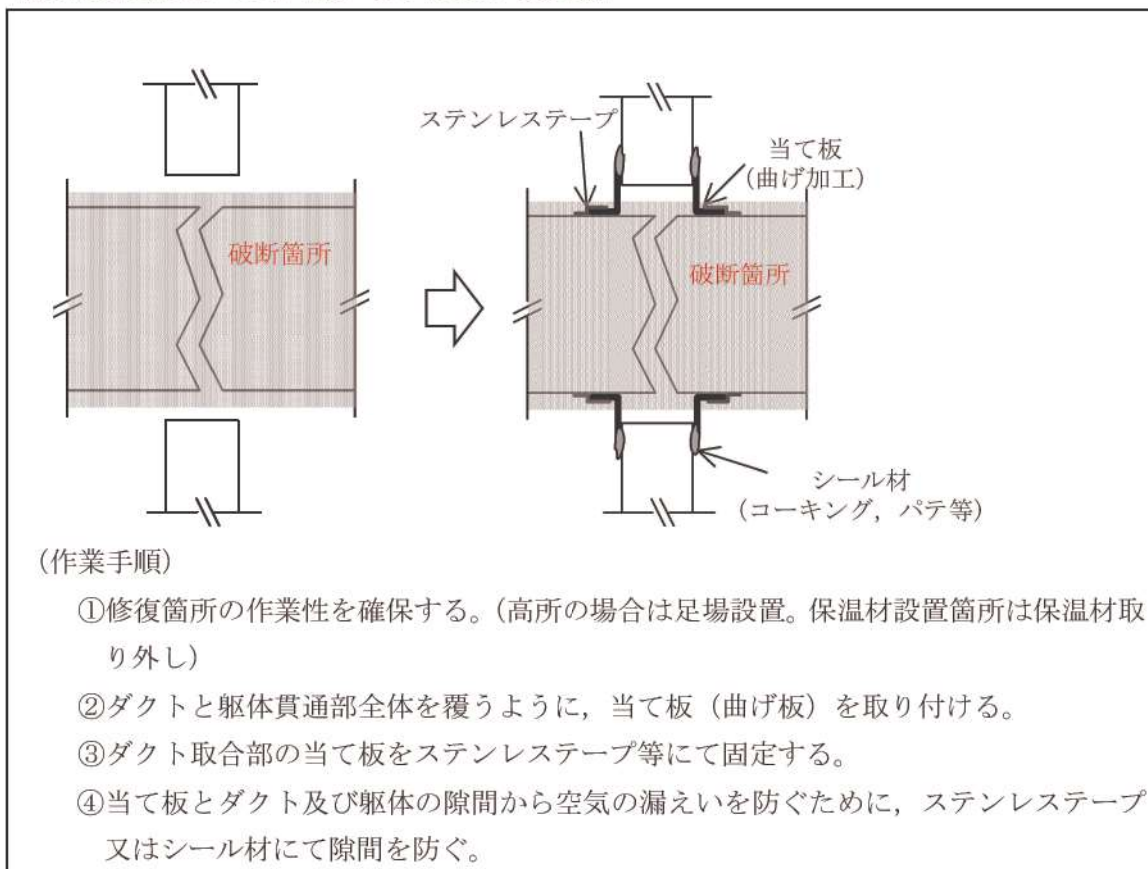 ステンレステープ
当て板
(曲げ加工)
破断箇所
破断箇所
シール材
(コーキング，パテ等)
(作業手順)
①修復箇所の作業性を確保する。(高所の場合は足場設置。保温材設置箇所は保温材取
り外し)
②ダクトと躯体貫通部全体を覆うように，当て板（曲げ板）を取り付ける。
③ダクト取合部の当て板をステンレステープ等にて固定する。
④当て板とダクト及び躯体の隙間から空気の漏えいを防ぐために，ステンレステープ
又はシール材にて隙間を防ぐ。